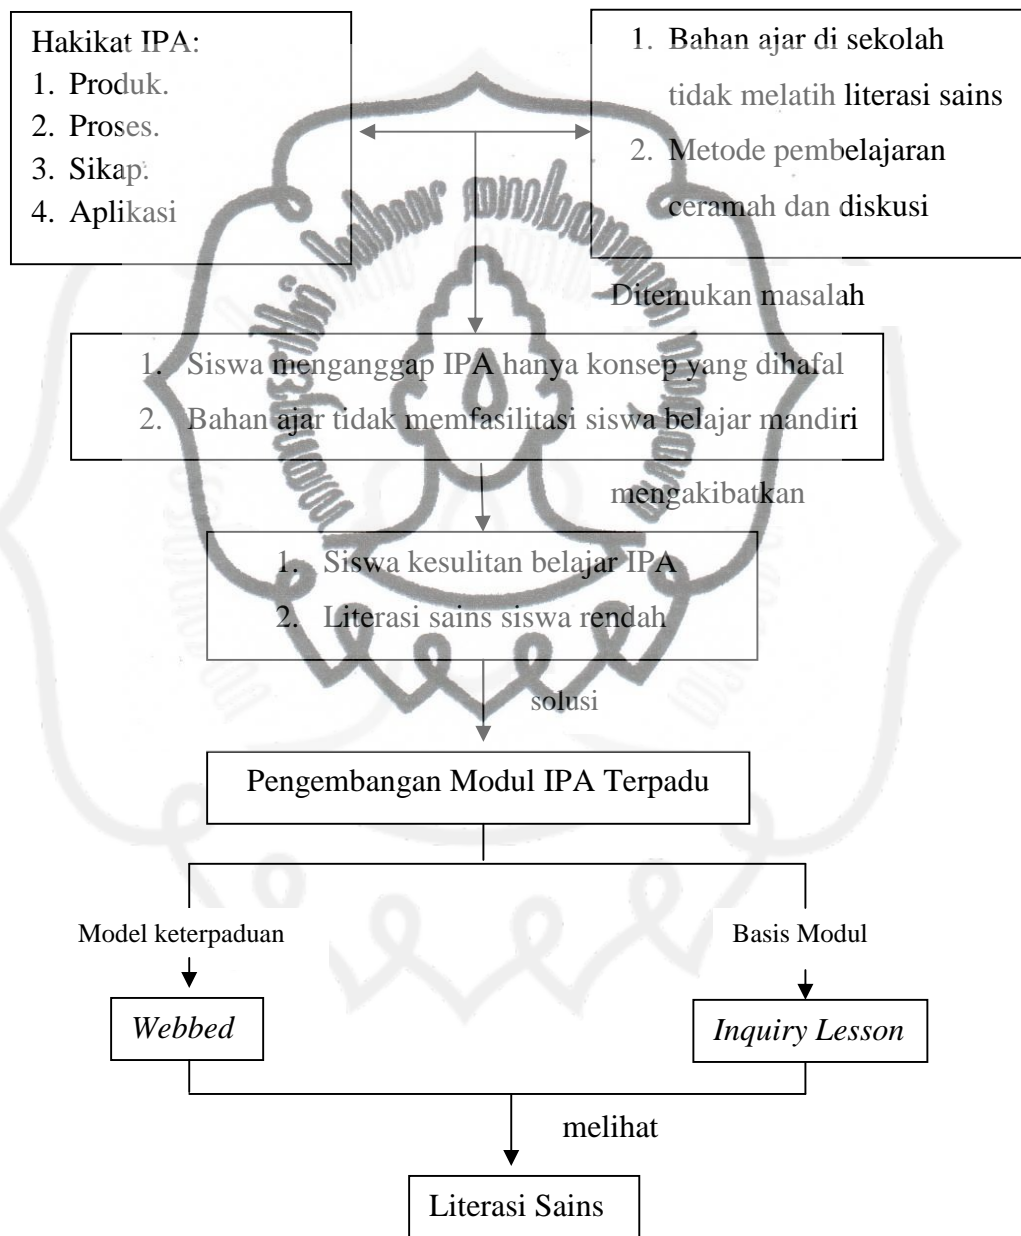 Hakikat IPA:
1. Produk.
2. Proses.
3. Sikap.
4. Aplikasi
1. Bahan ajar di sekolah
tidak melatih literasi sains
2. Metode pembelajaran
ceramah dan diskusi
Ditemukan masalah
1. Siswa menganggap IPA hanya konsep yang dihafal
2. Bahan ajar tidak memfasilitasi siswa belajar mandiri
mengakibatkan
1. Siswa kesulitan belajar IPA
2. Literasi sains siswa rendah
solusi
Pengembangan Modul IPA Terpadu
Model keterpaduan
Basis Modul
Webbed
Inquiry Lesson
melihat
Literasi Sains